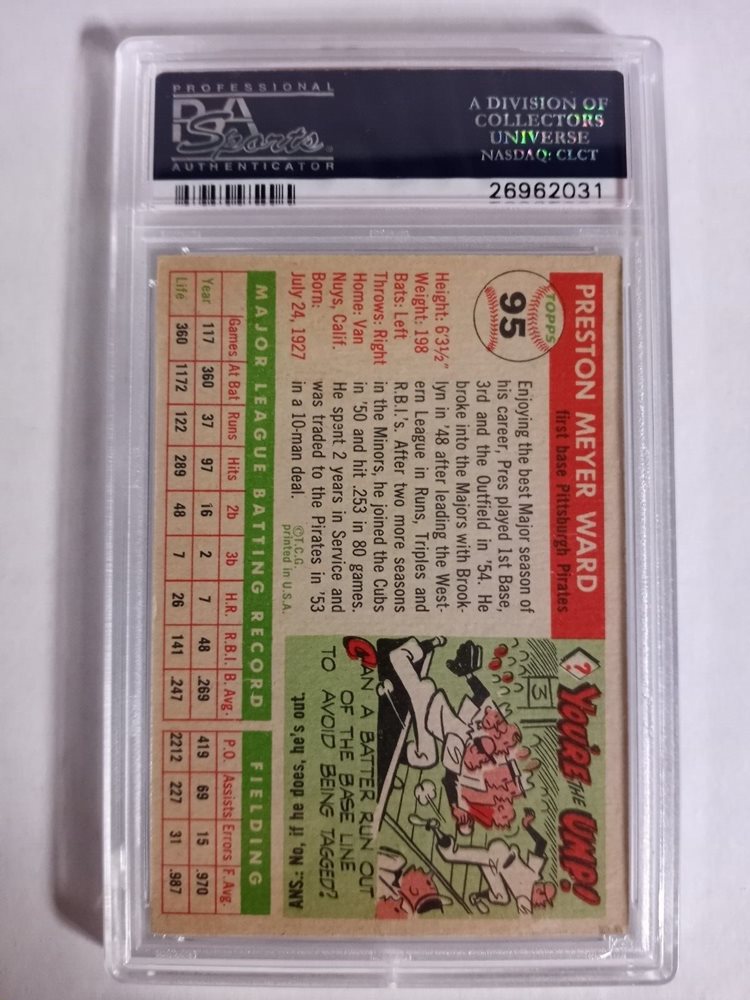 PROFESSIONAL
PSA
Sports
AUTHENTICATOR
A DIVISION OF
COLLECTORS
UNIVERSE
NASDAQ: CLCT
26962031
TOPPS
95
PRESTON MEYER WARD
first base Pittsburgh Pirates
Height: 6'3½"
Weight: 198
Bats: Left
Throws: Right
Home: Van
Nuys, Calif.
Born:
July 24, 1927
Enjoying the best Major season of
his career, Pres played 1st Base,
3rd and the Outfield in '54. He
broke into the Majors with Brook-
lyn in '48 after leading the West-
ern League in Runs, Triples and
R.B.I.'s. After two more seasons
in the Minors, he joined the Cubs
in '50 and hit .253 in 80 games.
He spent 2 years in Service and
was traded to the Pirates in '53
in a 10-man deal.
©T.C.G.
printed in U.S.A.
? YOU'RE THE UMP!
3
CAN A BATTER RUN OUT
OF THE BASE LINE
TO AVOID BEING TAGGED?
ANS.: No. If he does, he's out.
MAJOR LEAGUE BATTING RECORD
FIELDING
Games At Bat Runs Hits 2b 3b H.R. R.B.I. B. Avg. P.O. Assists Errors F. Avg.
Year 117 360 37 97 16 2 7 48 .269 419 69 15 .970
Life 360 1172 122 289 48 7 26 141 .247 2212 227 31 .987